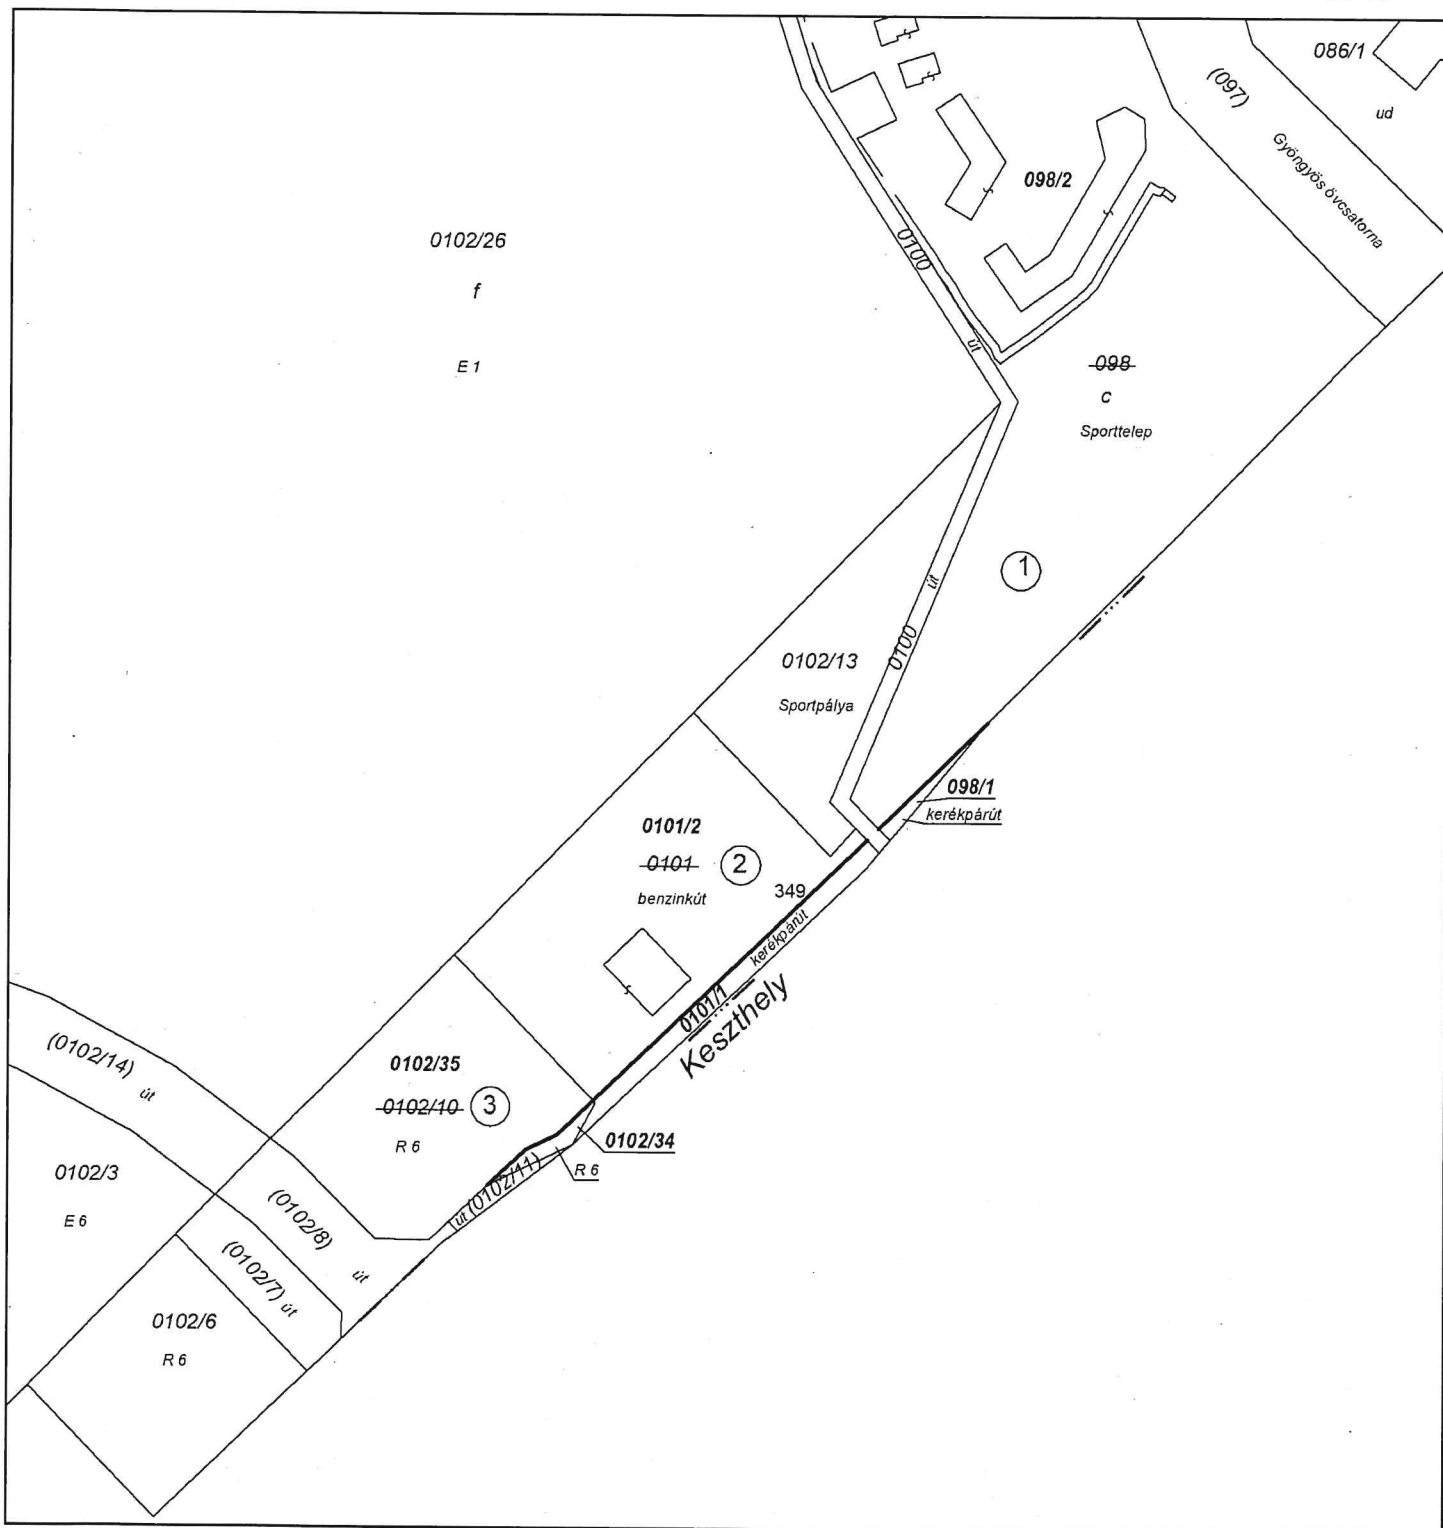 086/1
(097)
ud
Gyöngyös övcsatorna
098/2
0102/26
0100
f
út
E 1
098
C
Sporttelep
1
út
0100
0102/13
Sportpálya
098/1
kerékpárút
0101/2
0101
2
benzinkút
349
kerékpárút
0101/1
Keszthely
(0102/14) út
0102/35
0102/10
3
R 6
0102/34
R 6
út (0102/11)
0102/3
E 6
(0102/8)
út
(0102/7) út
0102/6
R 6